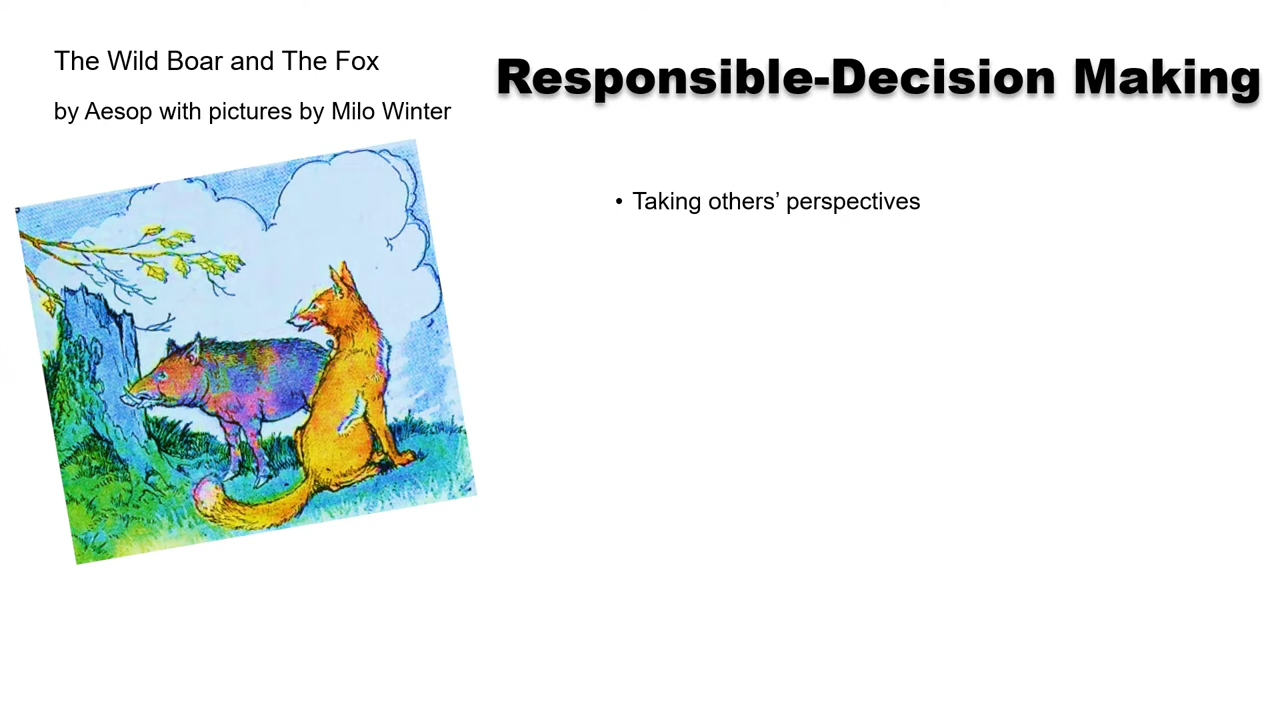 The Wild Boar and The Fox
by Aesop with pictures by Milo Winter
Responsible-Decision Making
• Taking others’ perspectives